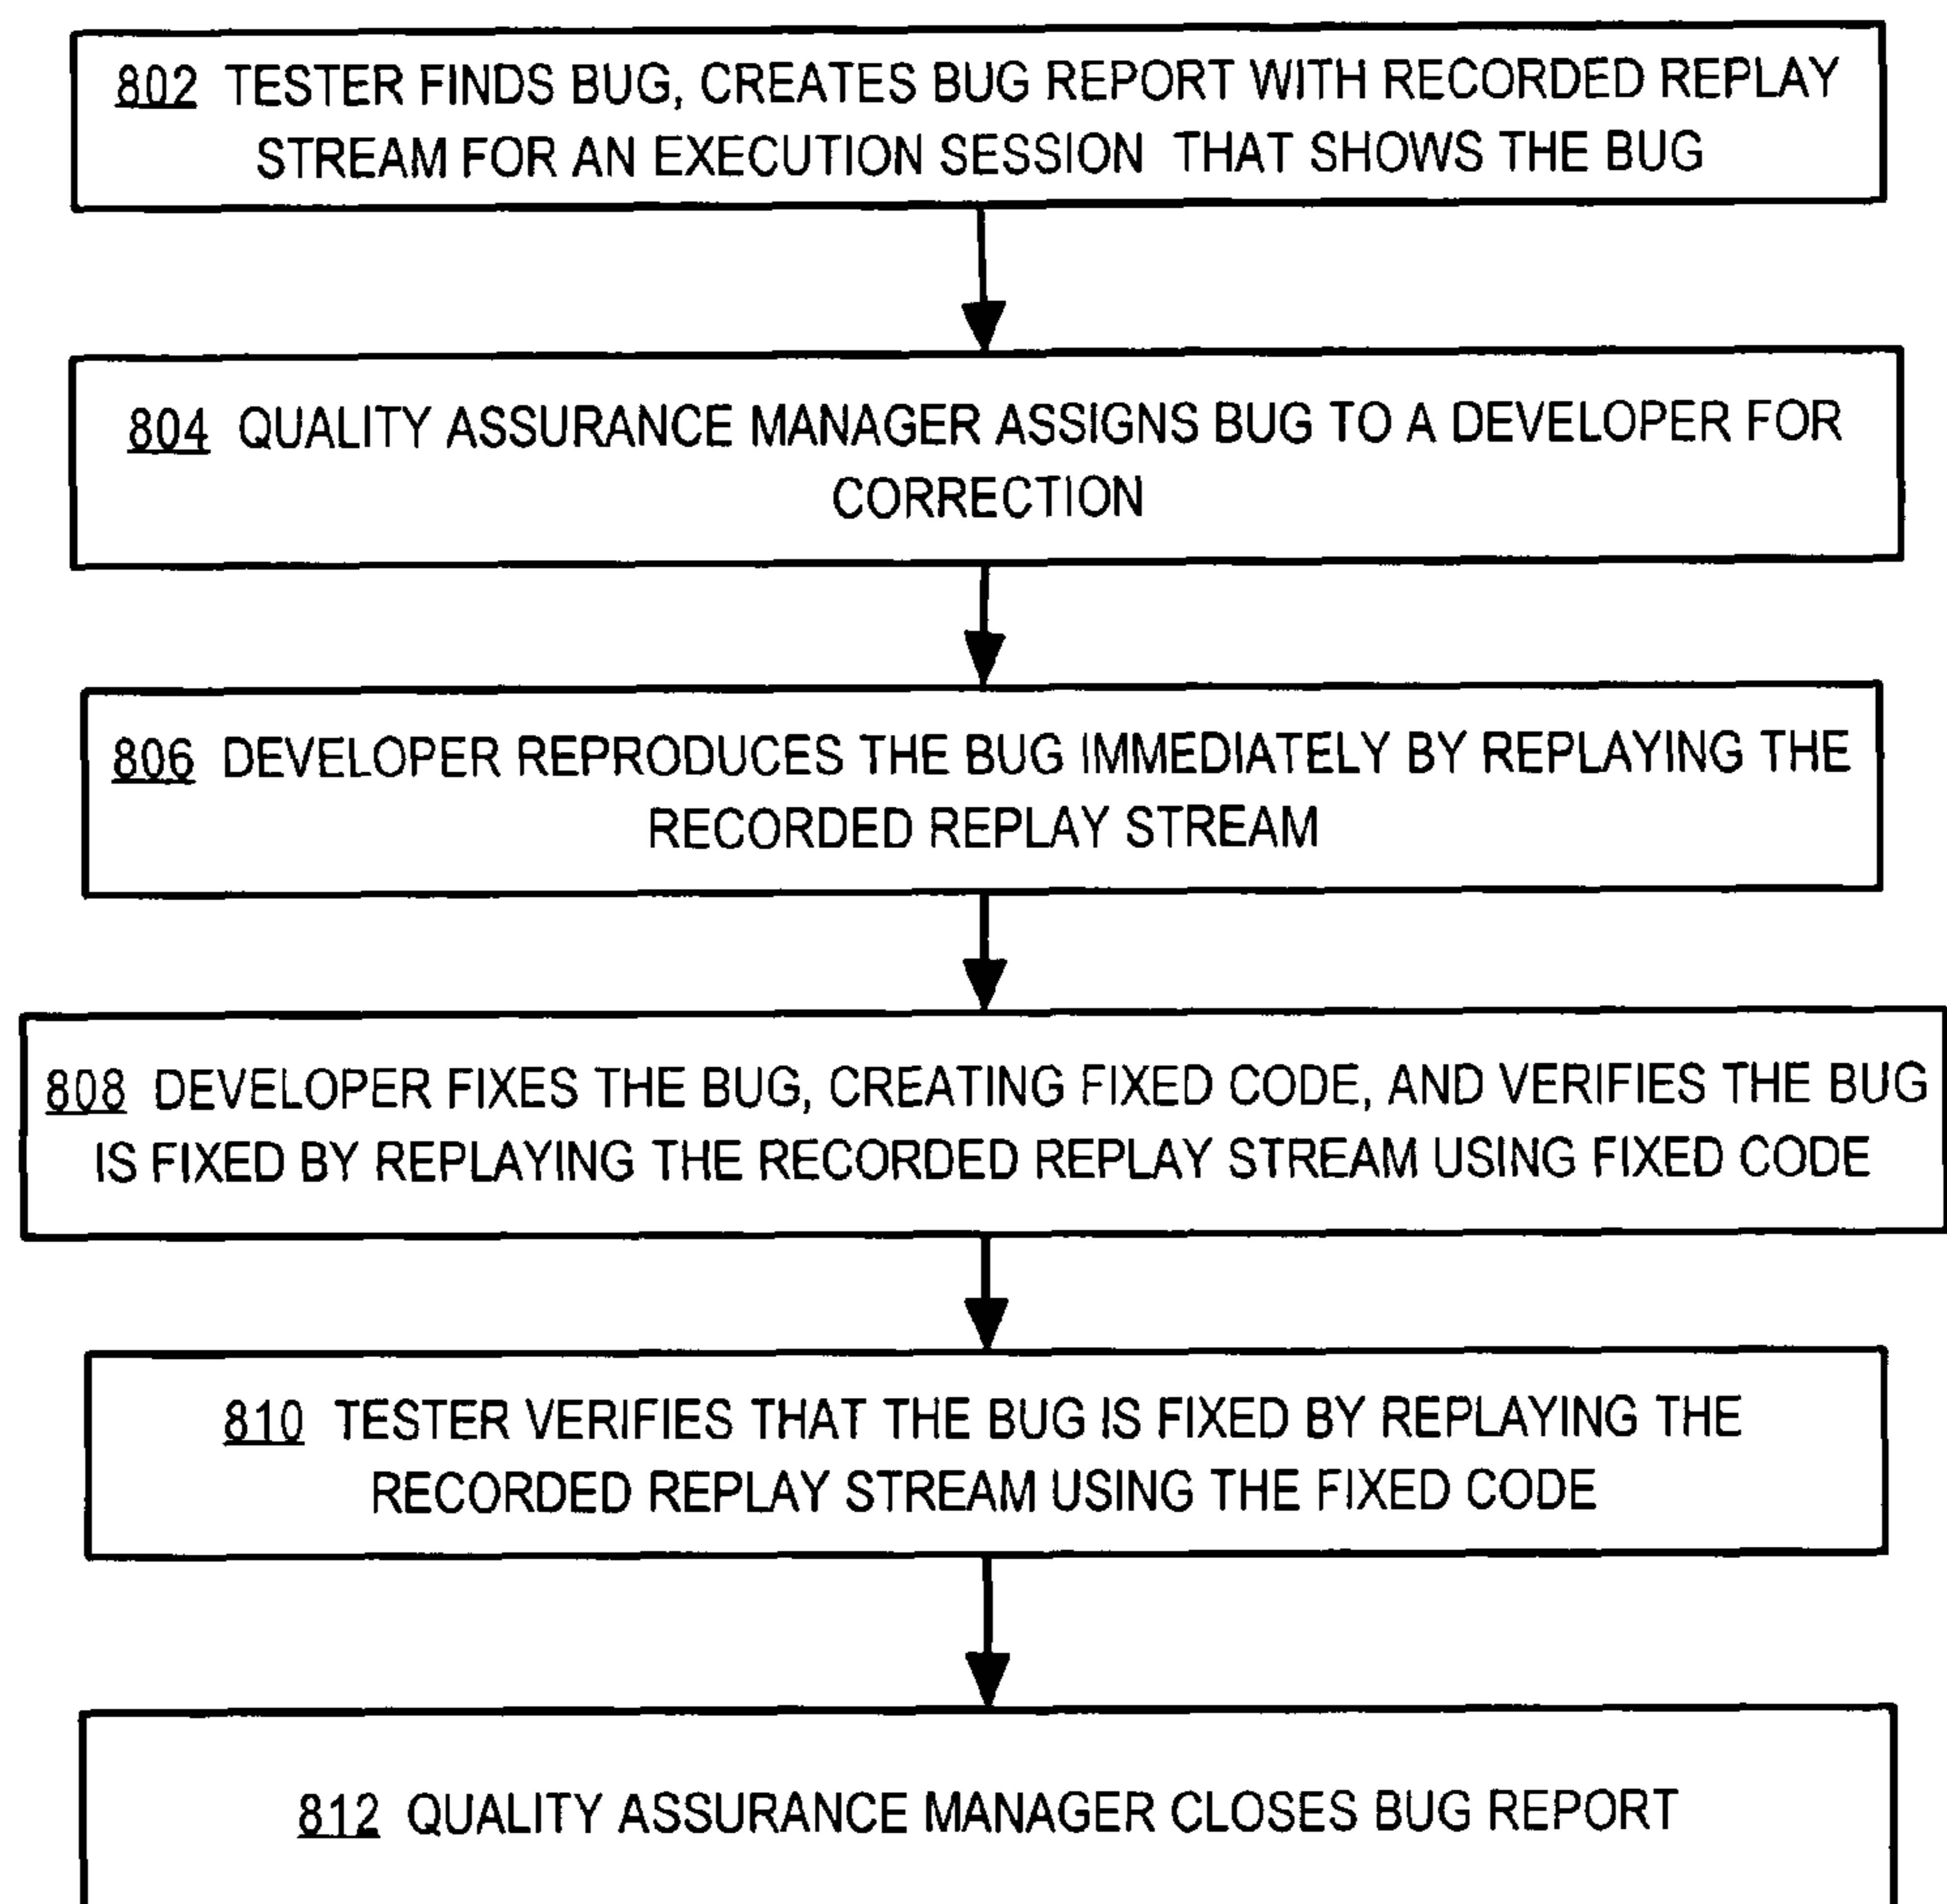 802 TESTER FINDS BUG, CREATES BUG REPORT WITH RECORDED REPLAY
STREAM FOR AN EXECUTION SESSION THAT SHOWS THE BUG
804 QUALITY ASSURANCE MANAGER ASSIGNS BUG TO A DEVELOPER FOR
CORRECTION
806 DEVELOPER REPRODUCES THE BUG IMMEDIATELY BY REPLAYING THE
RECORDED REPLAY STREAM
808 DEVELOPER FIXES THE BUG, CREATING FIXED CODE, AND VERIFIES THE BUG
IS FIXED BY REPLAYING THE RECORDED REPLAY STREAM USING FIXED CODE
810 TESTER VERIFIES THAT THE BUG IS FIXED BY REPLAYING THE
RECORDED REPLAY STREAM USING THE FIXED CODE
812 QUALITY ASSURANCE MANAGER CLOSES BUG REPORT